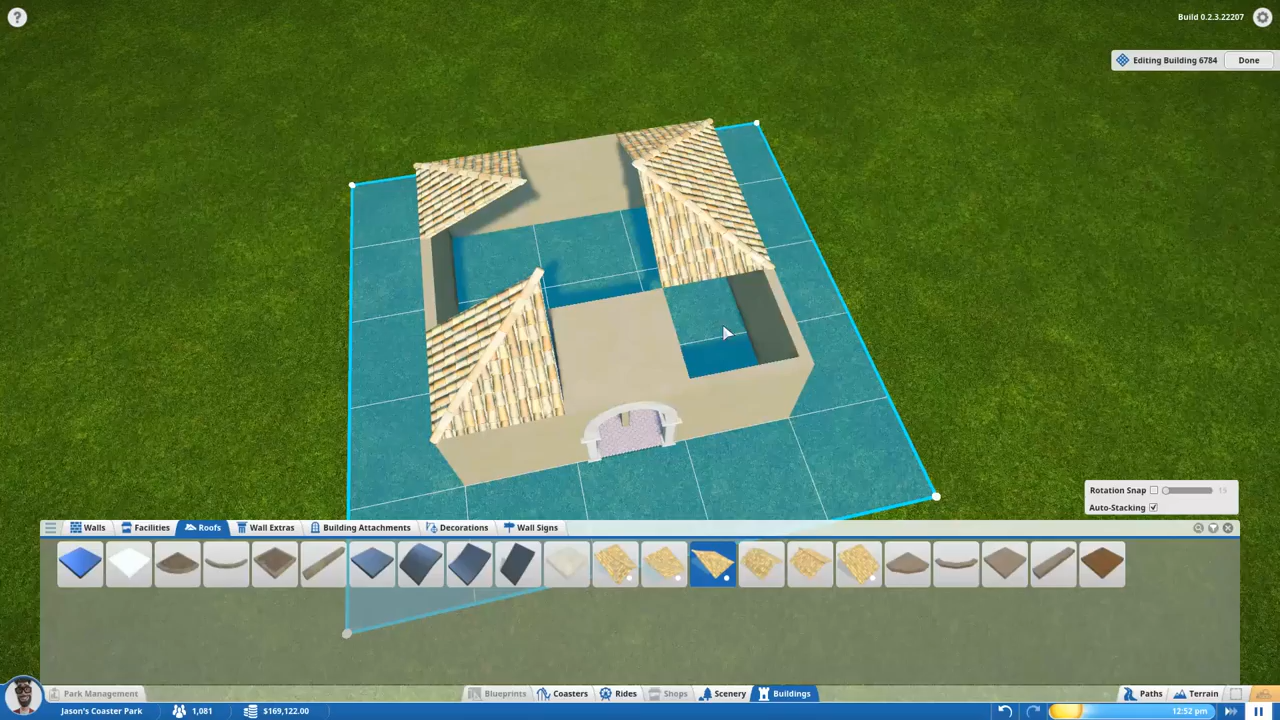 ?
Build 0.2.3.22207
Editing Building 6784 Done
Rotation Snap 15
Auto-Stacking
Walls Facilities Roofs Wall Extras Building Attachments Decorations Wall Signs
Park Management Blueprints Coasters Rides Shops Scenery Buildings Paths Terrain
Jason's Coaster Park 1,081 $169,122.00 12:52 pm